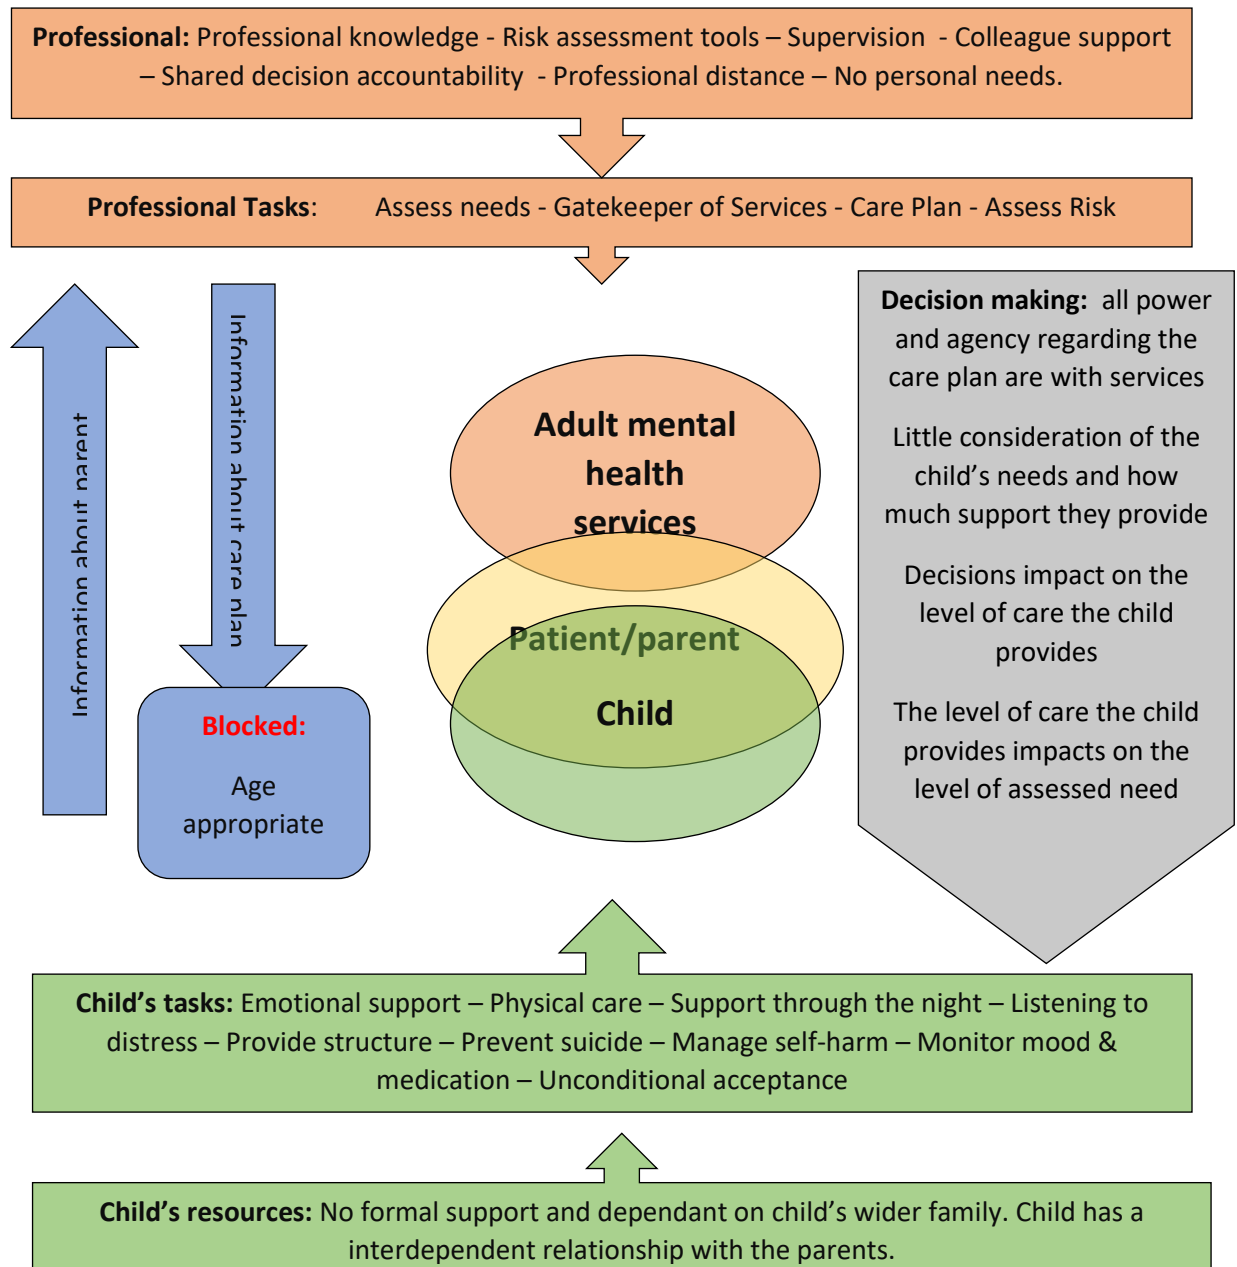 Professional: Professional knowledge - Risk assessment tools – Supervision - Colleague support
– Shared decision accountability - Professional distance – No personal needs.
Professional Tasks: Assess needs - Gatekeeper of Services - Care Plan - Assess Risk
Information about parent
Information about care plan
Blocked:
Age
appropriate
Adult mental
health
services
Patient/parent
Child
Decision making: all power
and agency regarding the
care plan are with services
Little consideration of the
child’s needs and how
much support they provide
Decisions impact on the
level of care the child
provides
The level of care the child
provides impacts on the
level of assessed need
Child’s tasks: Emotional support – Physical care – Support through the night – Listening to
distress – Provide structure – Prevent suicide – Manage self-harm – Monitor mood &
medication – Unconditional acceptance
Child’s resources: No formal support and dependant on child’s wider family. Child has a
interdependent relationship with the parents.